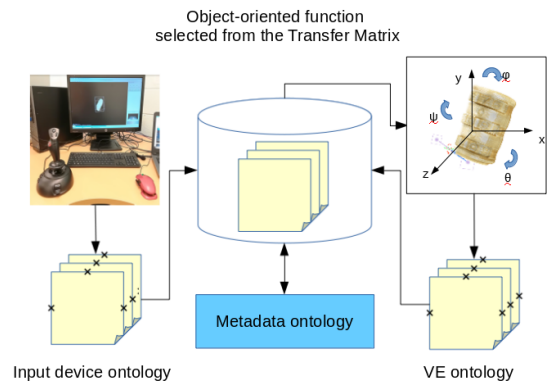 Object-oriented function
selected from the Transfer Matrix
y
φ
ψ
x
z
θ
Metadata ontology
Input device ontology
VE ontology